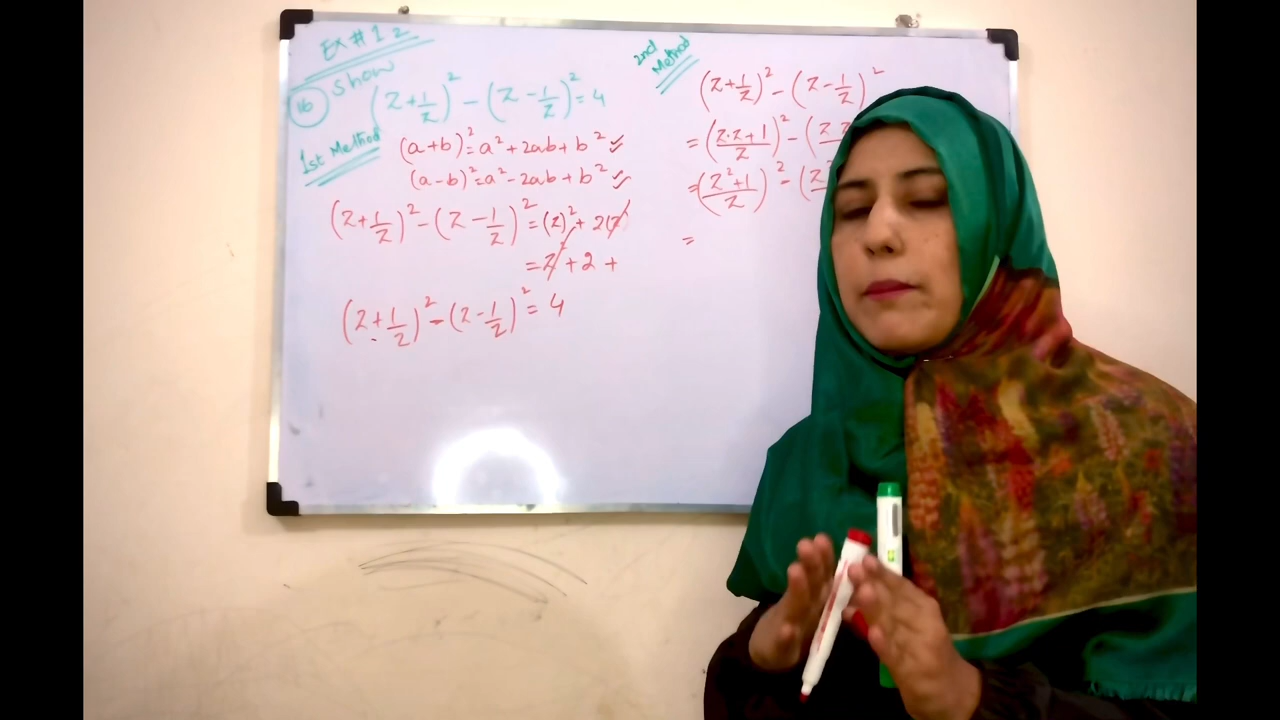 Ex # 1.2
Show
16 (z+1/z)² - (z-1/z)² = 4
1st Method
(a+b)² = a²+2ab+b² ✓
(a-b)² = a²-2ab+b² ✓
(z+1/z)² - (z-1/z)² = (z)² + 2(z
= z² + 2 +
(z+1/z)² - (z-1/z)² = 4
2nd Method
(z+1/z)² - (z-1/z)²
= (z·z+1/z)² - (z z
= (z²+1/z)² - (z²
=